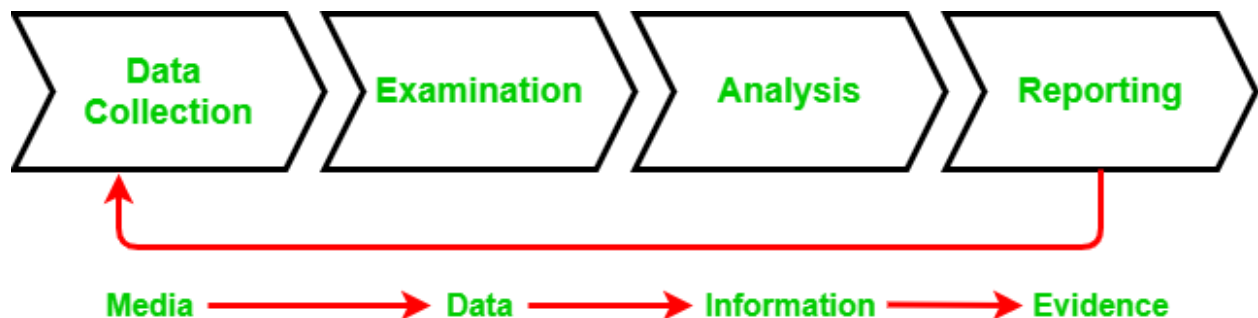 Data
Collection
Examination
Analysis
Reporting
Media
Data
Information
Evidence